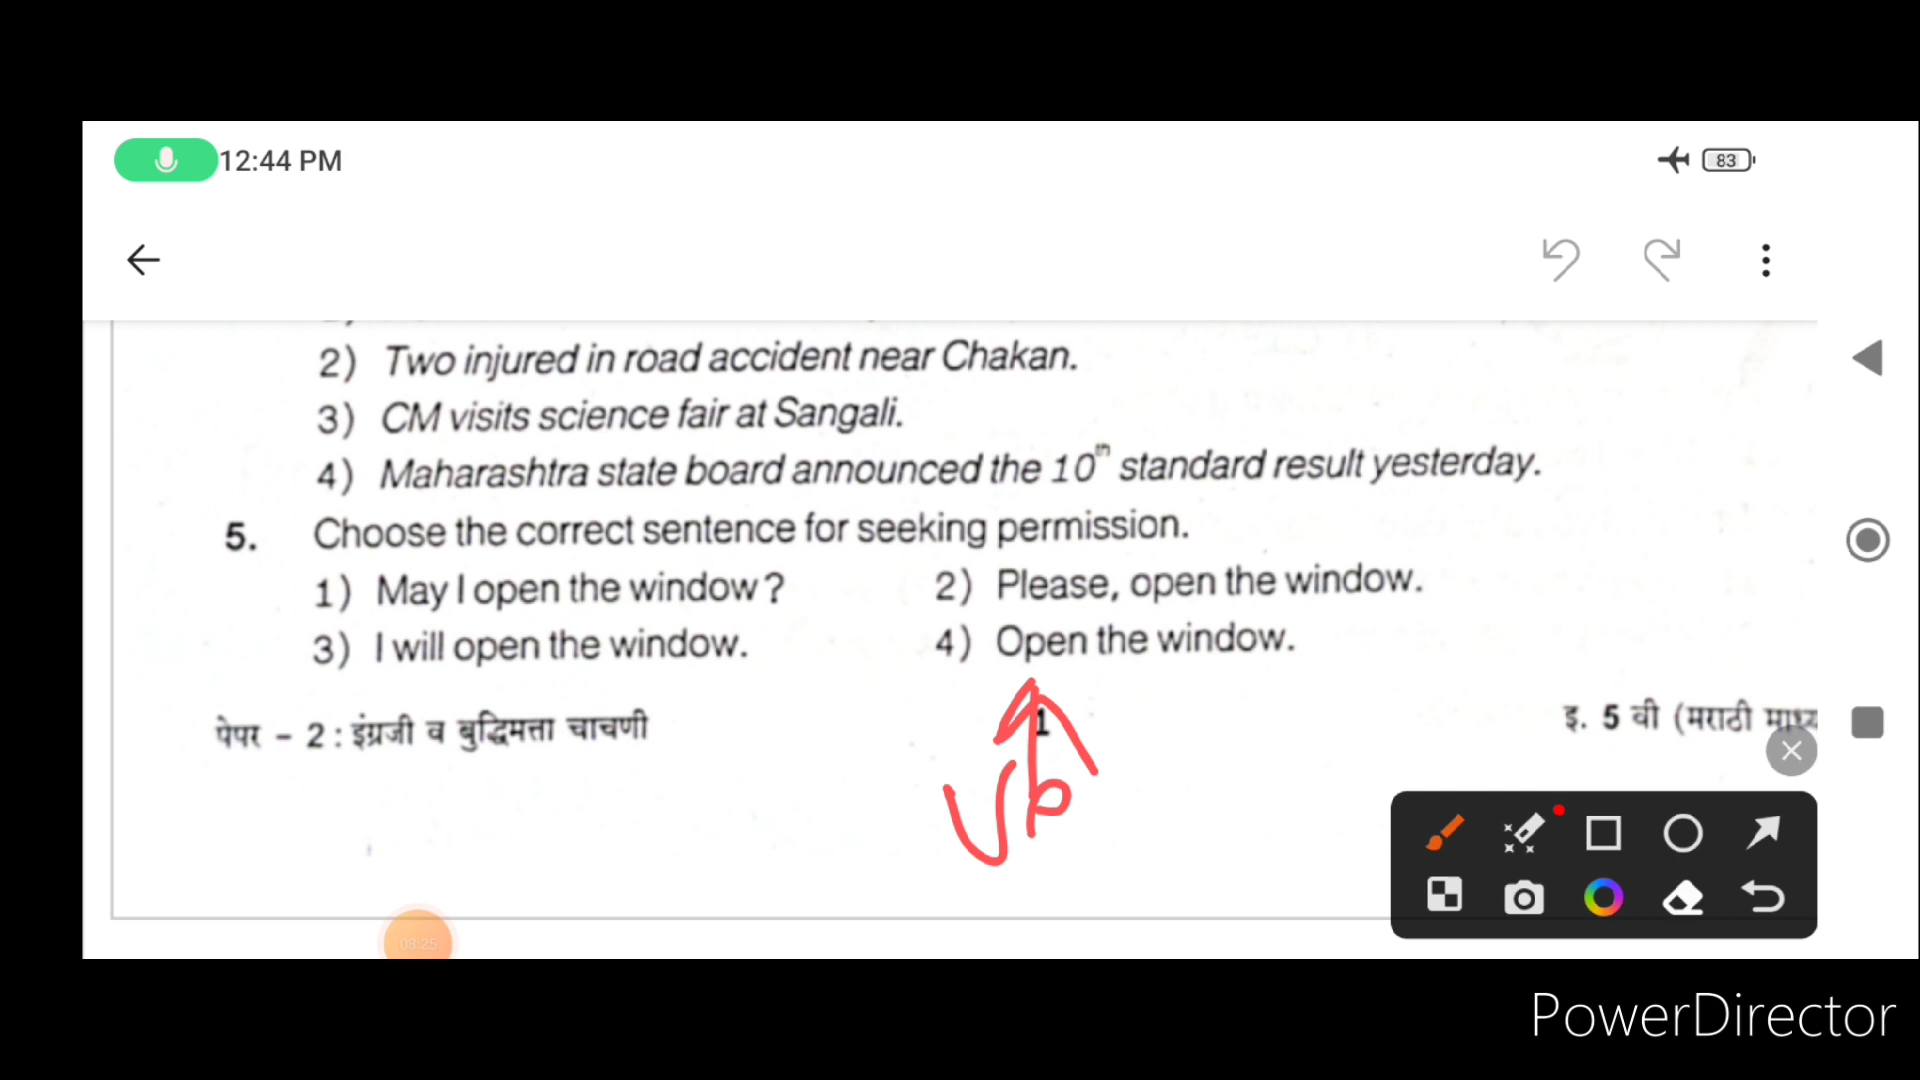 12:44 PM
83
2) Two injured in road accident near Chakan.
3) CM visits science fair at Sangali.
4) Maharashtra state board announced the 10th standard result yesterday.
5. Choose the correct sentence for seeking permission.
1) May I open the window? 2) Please, open the window.
3) I will open the window. 4) Open the window.
पेपर - 2 : इंग्रजी व बुद्धिमत्ता चाचणी 1 इ. 5 वी (मराठी माध्य
Vb
08:25
PowerDirector